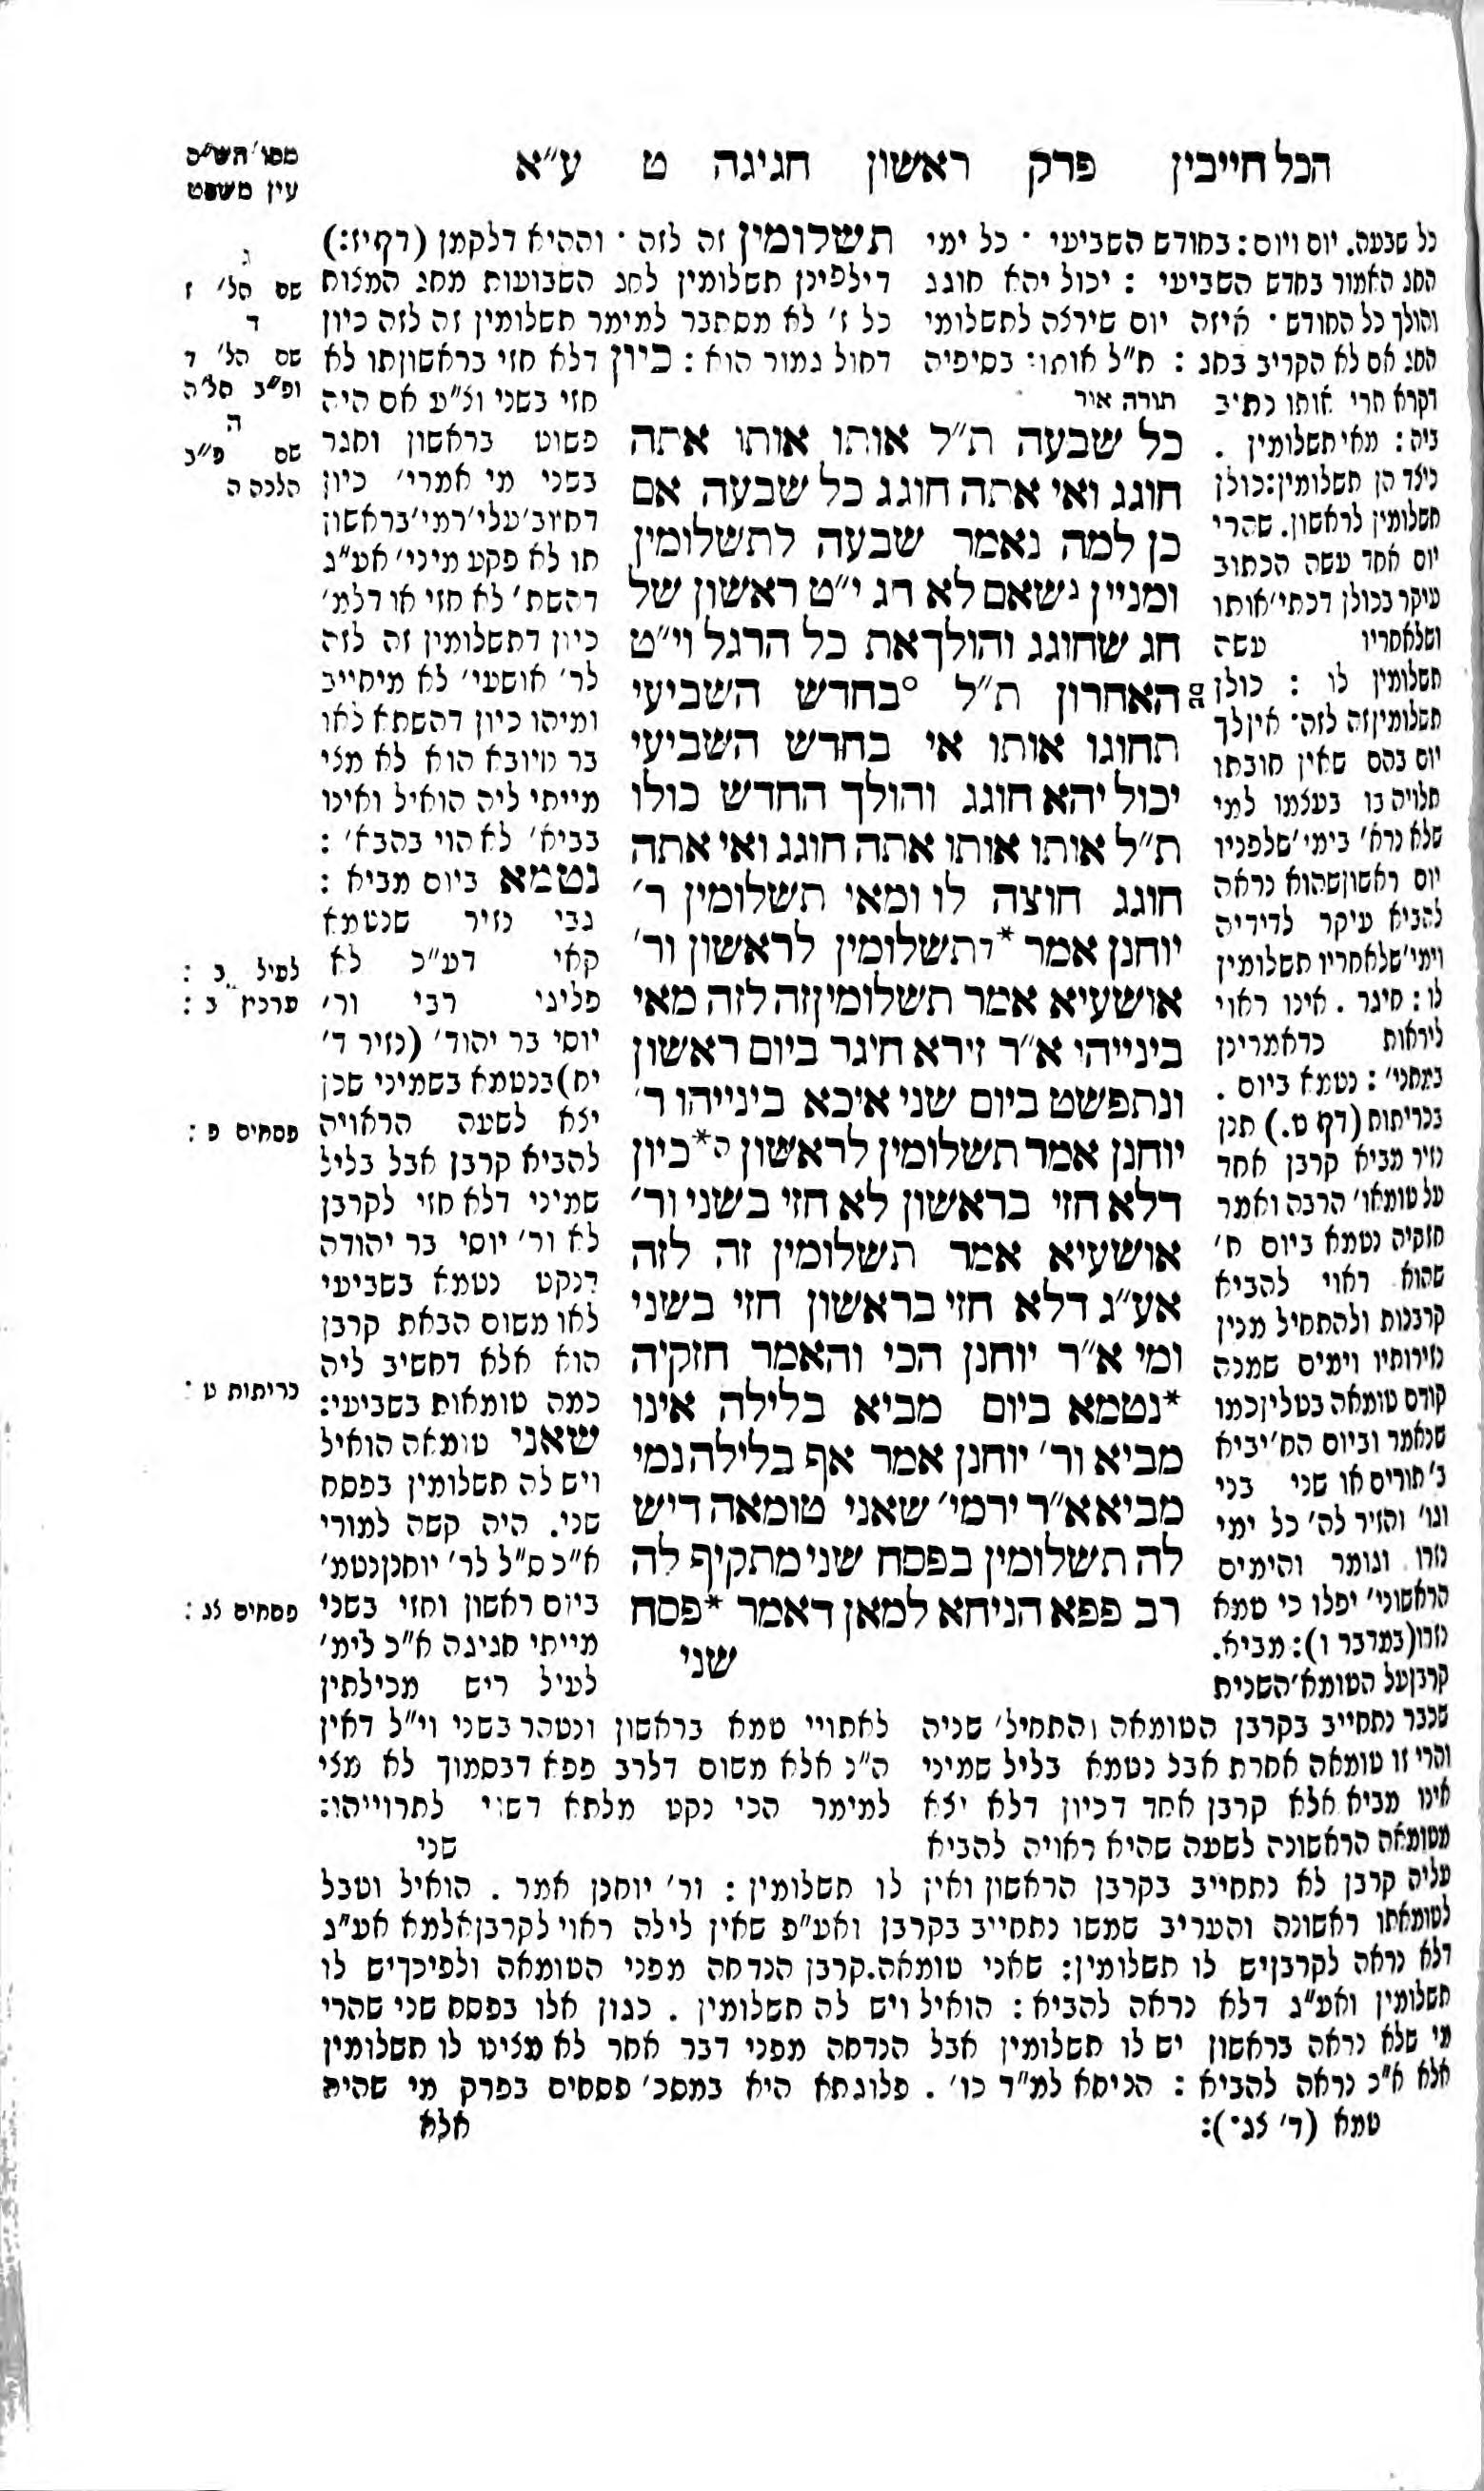 הכל חייבין פרק ראשון חגיגה ט ע״א
מסו׳ הש״ס
עין משפט
כל שבעה. יום ויום: בחודש השביעי · כל ימי
החג האמור בחדש השביעי : יכול יהא חוגג
והולך כל החודש · איזה יום שירצה לתשלומי
החג אם לא הקריב בחג : ת״ל אותו: בסיפיה
דקרא חרי אותו כתיב
ביה: מאי תשלומין .
כיצד הן תשלומין: כולן
תשלומין לראשון. שהרי
יום אחד עשה הכתוב
עיקר בכולן דכתי׳ אותו
ושלאחריו עשה
תשלומין לו : כולן
תשלומין זה לזה · אין לך
יום בהם שאין חובתו
תלויה בו בעצמו למי
שלא נרא׳ בימי׳ שלפניו
יום ראשון שהוא נראה
להביא עיקר לדידיה
וימי׳ שלאחריו תשלומין
לו: חיגר . אינו ראוי
ליראות כדאמרינן
במתני׳: נטמא ביום .
בכריתות (דף ט.) תנן
נזיר מביא קרבן אחד
על טומאו׳ הרבה ואמר
חזקיה נטמא ביום ח׳
שהוא ראוי להביא
קרבנות ולהתחיל מנין
נזירותיו וימים שמנה
קודם טומאה בטלין כמו
שנאמר וביום הח׳ יביא
ב׳ תורים או שני בני
וגו׳ והזיר לה׳ כל ימי
נזרו וגומר והימים
הראשוני׳ יפלו כי טמא
נזרו (במדבר ו): מביא.
קרבן על הטומא׳ השנית
שכבר נתחייב בקרבן הטומאה והתחיל׳ שניה
והרי זו טומאה אחרת אבל נטמא בליל שמיני
אינו מביא אלא קרבן אחד דכיון דלא יצא
מטומאה הראשונה לשעה שהיא ראויה להביא
עליה קרבן לא נתחייב בקרבן הראשון ואין לו תשלומין : ור׳ יוחנן אמר . הואיל וטבל
לטומאתו ראשונה והעריב שמשו נתחייב בקרבן ואע״פ שאין לילה ראוי לקרבן אלמא אע״ג
דלא נראה לקרבן יש לו תשלומין: שאני טומאה. קרבן הנדחה מפני הטומאה ולפיכך יש לו
תשלומין ואע״ג דלא נראה להביא : הואיל ויש לה תשלומין . כגון אלו בפסח שני שהרי
מי שלא נראה בראשון יש לו תשלומין אבל הנדחה מפני דבר אחר לא מצינו לו תשלומין
אלא א״כ נראה להביא : הניחא למ״ד כו׳ . פלוגתא היא במסכ׳ פסחים בפרק מי שהיה
טמא (ד׳ צג·):
אלא
תורה אור
כל שבעה ת״ל אותו אותו אתה
חוגג ואי אתה חוגג כל שבעה אם
כן למה נאמר שבעה לתשלומין
ומניין ג שאם לא חג י״ט ראשון של
חג שחוגג והולך את כל הרגל וי״ט
האחרון ת״ל °בחדש השביעי
תחוגו אותו אי בחדש השביעי
יכול יהא חוגג והולך החדש כולו
ת״ל אותו אותו אתה חוגג ואי אתה
חוגג חוצה לו ומאי תשלומין ר׳
יוחנן אמר *ד תשלומין לראשון ור׳
אושעיא אמר תשלומין זה לזה מאי
בינייהו א״ר זירא חיגר ביום ראשון
ונתפשט ביום שני איכא בינייהו ר׳
יוחנן אמר תשלומין לראשון ה*כיון
דלא חזי בראשון לא חזי בשני ור׳
אושעיא אמר תשלומין זה לזה
אע״ג דלא חזי בראשון חזי בשני
ומי א״ר יוחנן הכי והאמר חזקיה
*נטמא ביום מביא בלילה אינו
מביא ור׳ יוחנן אמר אף בלילה נמי
מביא א״ר ירמי׳ שאני טומאה דיש
לה תשלומין בפסח שני מתקיף לה
רב פפא הניחא למאן דאמר *פסח
שני
תשלומין זה לזה · וההיא דלקמן (דף יז:)
דילפינן תשלומין לחג השבועות מחג המצות
כל ז׳ לא מסתבר למימר תשלומין זה לזה כיון
דחול גמור הוא : כיון דלא חזי בראשון תו לא
חזי בשני וצ״ע אם היה
פשוט בראשון וחגר
בשני מי אמרי׳ כיון
דחיוב׳ עלי׳ רמי׳ בראשון
תו לא פקע מיני׳ אע״ג
דהשת׳ לא חזי או דלמ׳
כיון דתשלומין זה לזה
לר׳ אושעי׳ לא מיחייב
ומיהו כיון דהשתא לאו
בר חיובא הוא לא מצי
מייתי ליה הואיל ואינו
בביא׳ לא הוי בהבא׳ :
נטמא ביום מביא :
גבי נזיר שנטמא
קאי דע״כ לא
פליגי רבי ור׳
יוסי בר יהוד׳ (נזיר ד׳
יח) בנטמא בשמיני שכן
יצא לשעה הראויה
להביא קרבן אבל בליל
שמיני דלא חזי לקרבן
לא ור׳ יוסי בר יהודה
דנקט נטמא בשביעי
לאו משום הבאת קרבן
הוא אלא דחשיב ליה
כמה טומאות בשביעי:
שאני טומאה הואיל
ויש לה תשלומין בפסח
שני. היה קשה למורי
א״כ ס״ל לר׳ יוחנן נטמ׳
ביום ראשון וחזי בשני
מייתי חגיגה א״כ לימ׳
לעיל ריש מכילתין
לאתויי טמא בראשון ונטהר בשני וי״ל דאין
ה״נ אלא משום דלרב פפא דבסמוך לא מצי
למימר הכי נקט מלתא דשוי לתרוייהו:
שני
ג
שם הל׳ ז
ד
שם הל׳ ד
ופ״ב הל״ה
ה
שם פ״ב
הלכה ה
לעיל ב :
ערכין ב :
פסחים פ :
כריתות ט :
פסחים צג :